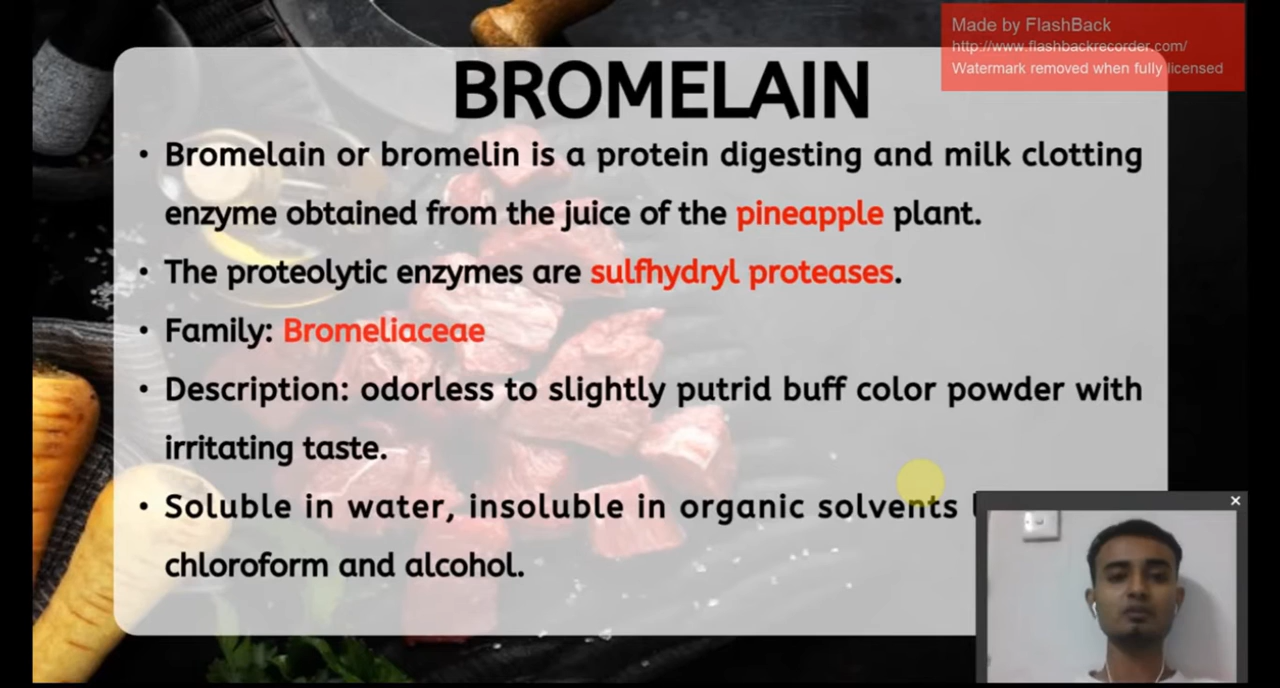 Made by FlashBack
http://www.flashbackrecorder.com/
Watermark removed when fully licensed
BROMELAIN
• Bromelain or bromelin is a protein digesting and milk clotting
enzyme obtained from the juice of the pineapple plant.
• The proteolytic enzymes are sulfhydryl proteases.
• Family: Bromeliaceae
• Description: odorless to slightly putrid buff color powder with
irritating taste.
• Soluble in water, insoluble in organic solvents
chloroform and alcohol.